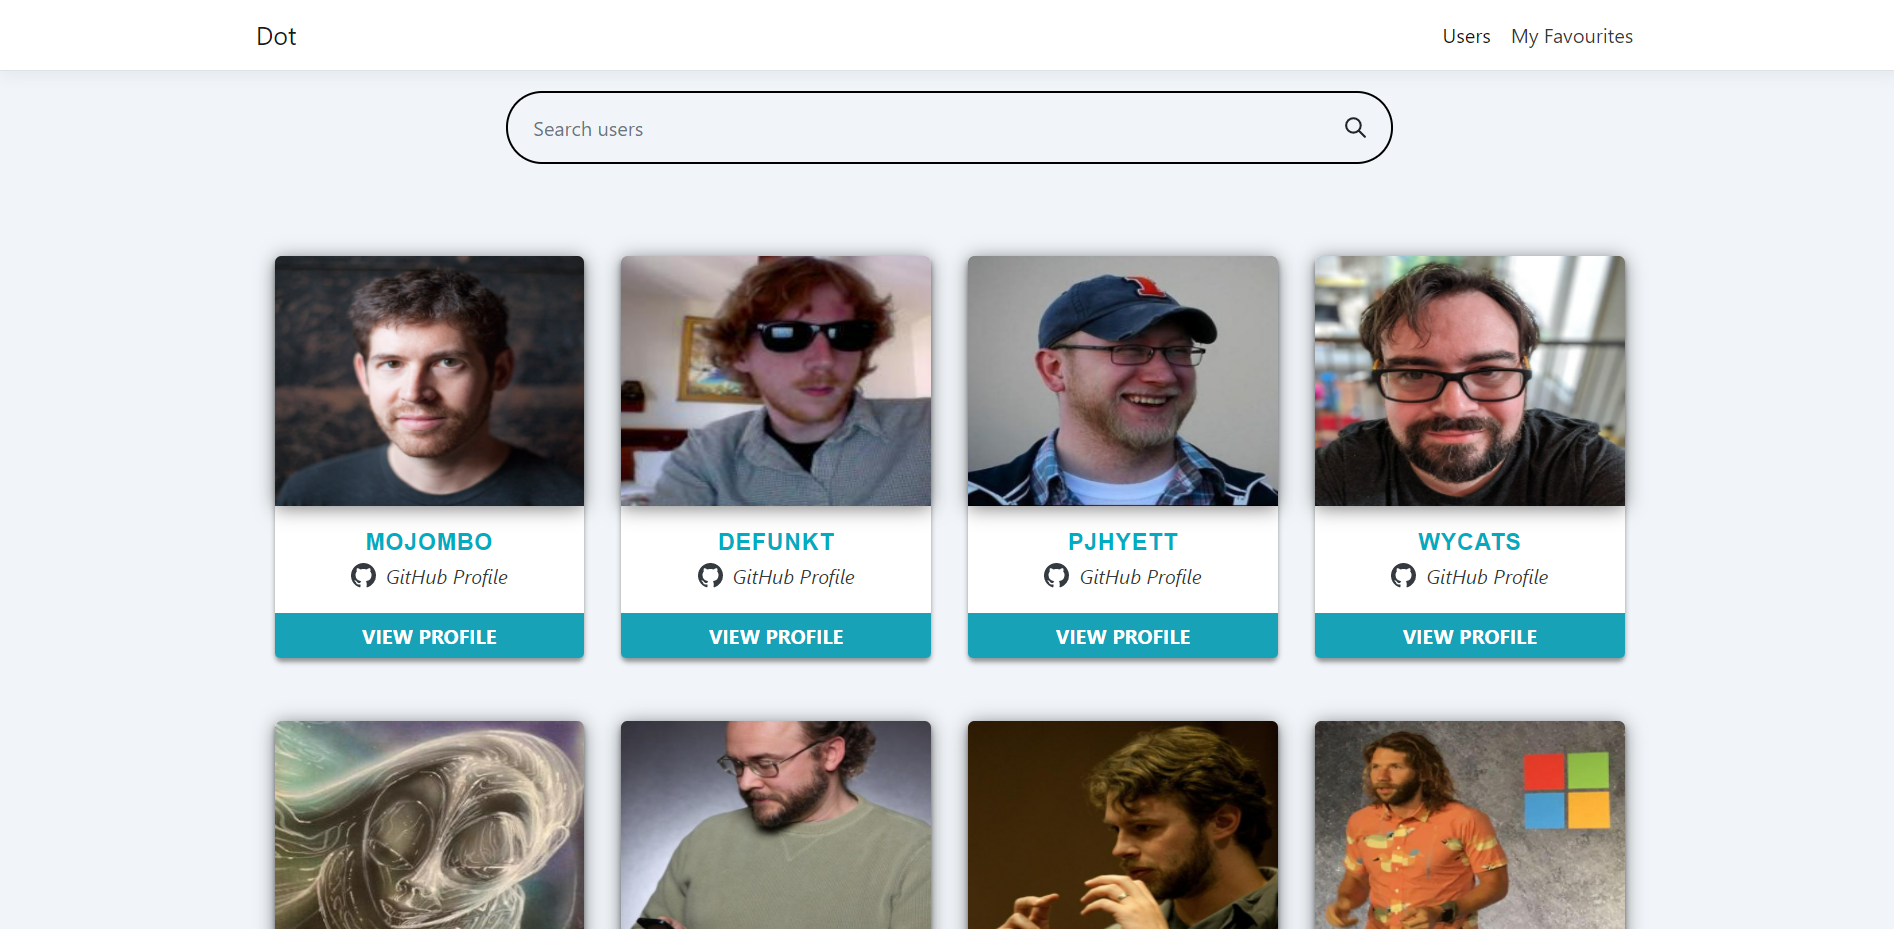 Dot
Users
My Favourites
Search users
MOJOMBO
GitHub Profile
VIEW PROFILE
DEFUNKT
GitHub Profile
VIEW PROFILE
PJHYETT
GitHub Profile
VIEW PROFILE
WYCATS
GitHub Profile
VIEW PROFILE